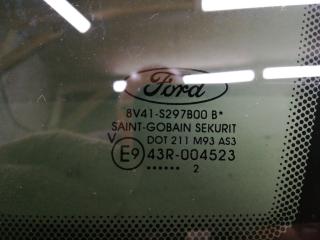 Ford
8V41-S297B00 B*
SAINT-GOBAIN SEKURIT
DOT 211 M93 AS3
V E9 43R-004523
...... 2